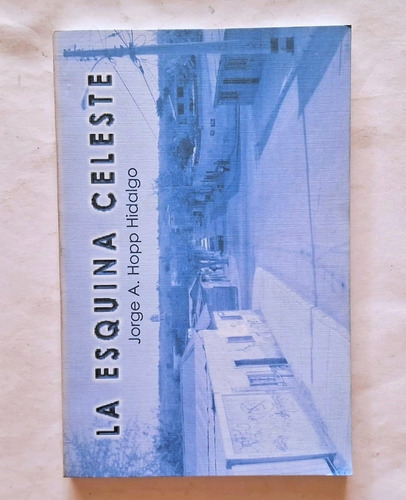 LA ESQUINA CELESTE
Jorge A. Hopp Hidalgo